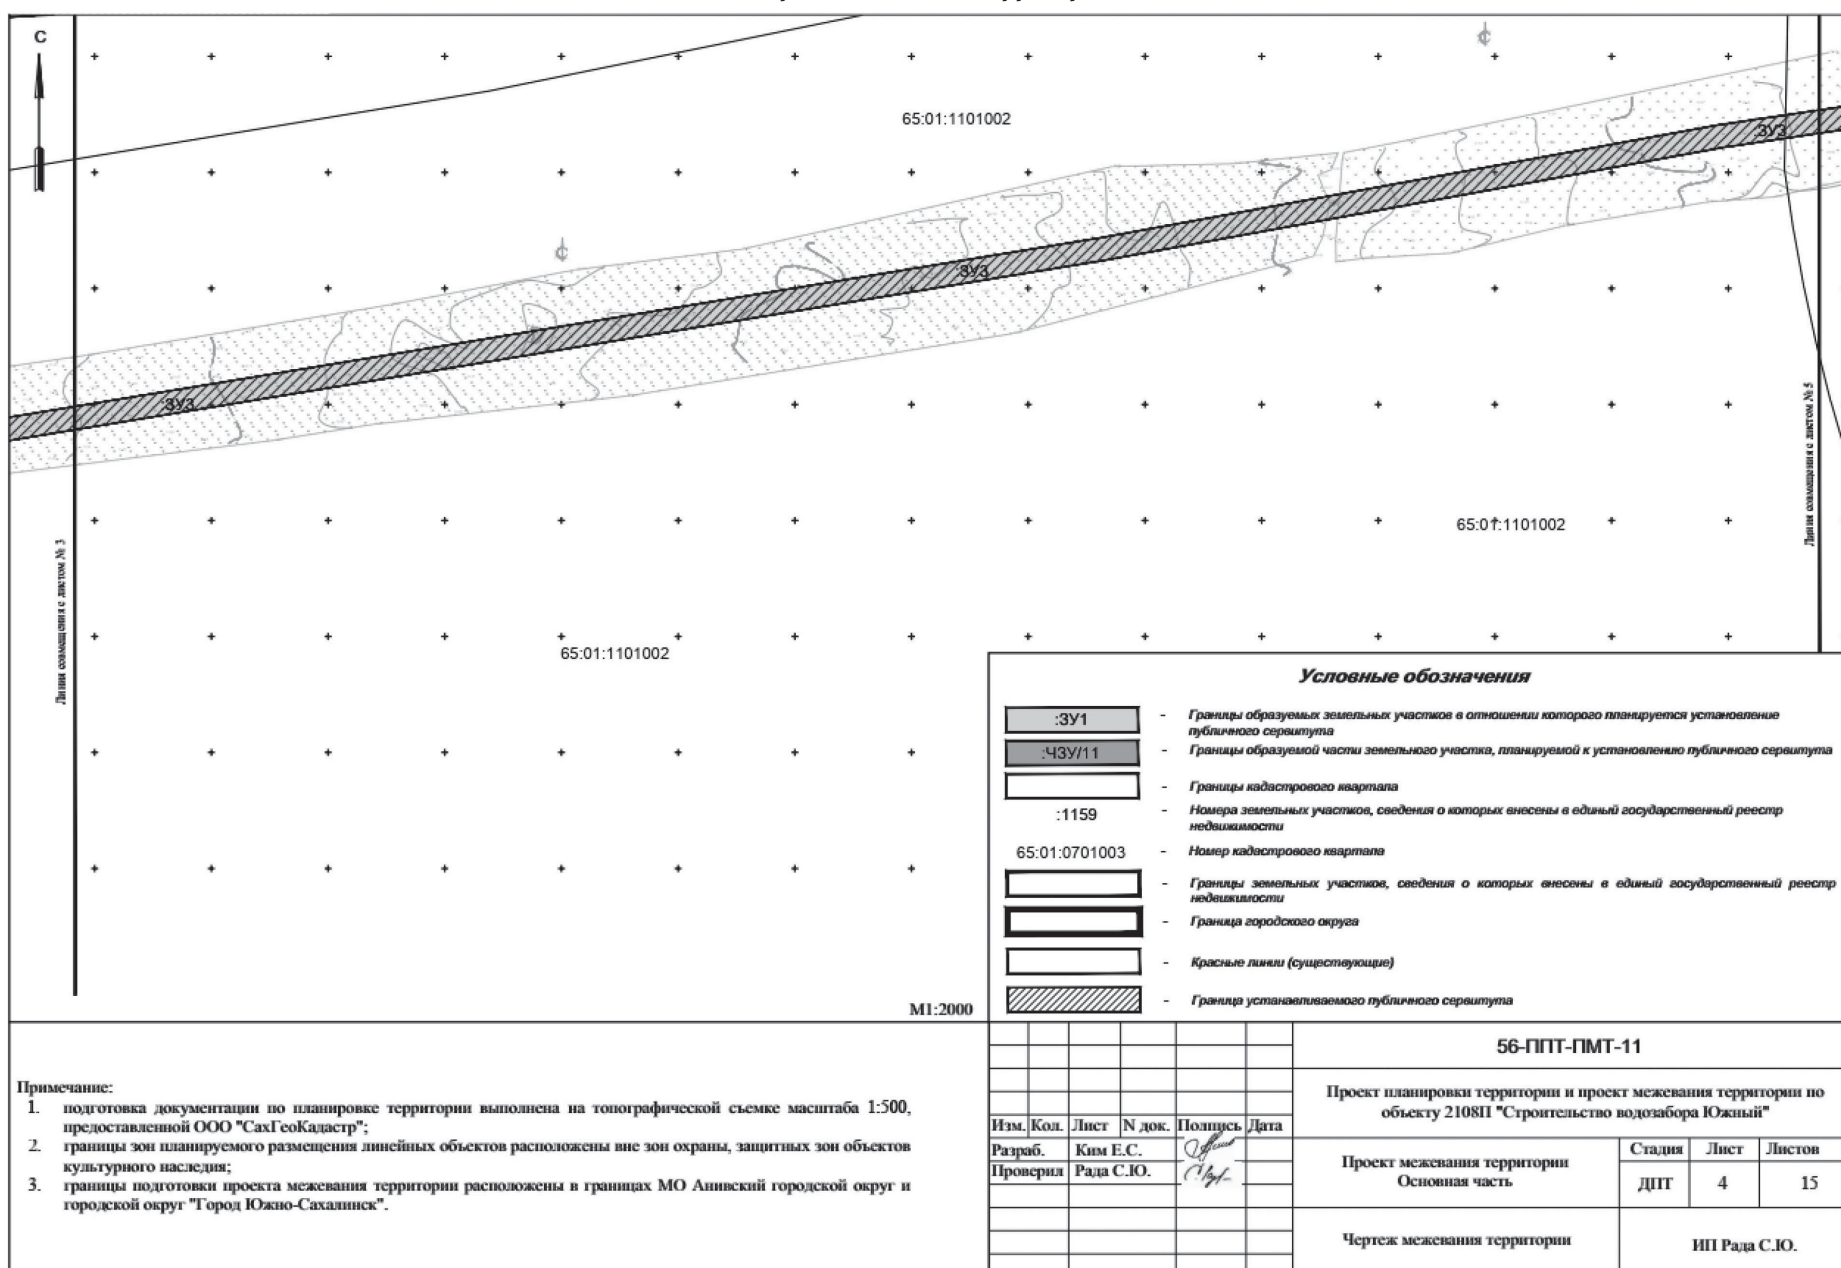 С
65:01:1101002
:ЗУ3
:ЗУ3
:ЗУ3
Линия совмещения с листом № 3
Линия совмещения с листом № 5
65:01:1101002
65:01:1101002
М1:2000
Условные обозначения
:ЗУ1 - Границы образуемых земельных участков в отношении которого планируется установление
публичного сервитута
:ЧЗУ/11 - Границы образуемой части земельного участка, планируемой к установлению публичного сервитута
- Границы кадастрового квартала
:1159 - Номера земельных участков, сведения о которых внесены в единый государственный реестр
недвижимости
65:01:0701003 - Номер кадастрового квартала
- Границы земельных участков, сведения о которых внесены в единый государственный реестр
недвижимости
- Граница городского округа
- Красные линии (существующие)
- Граница устанавливаемого публичного сервитута
Примечание:
1. подготовка документации по планировке территории выполнена на топографической съемке масштаба 1:500,
предоставленной ООО "СахГеоКадастр";
2. границы зон планируемого размещения линейных объектов расположены вне зон охраны, защитных зон объектов
культурного наследия;
3. границы подготовки проекта межевания территории расположены в границах МО Анивский городской округ и
городской округ "Город Южно-Сахалинск".
56-ППТ-ПМТ-11
Проект планировки территории и проект межевания территории по
объекту 2108П "Строительство водозабора Южный"
Изм. Кол. Лист N док. Подпись Дата
Разраб. Ким Е.С.
Проверил Рада С.Ю.
Проект межевания территории
Основная часть
Стадия Лист Листов
ДПТ 4 15
Чертеж межевания территории
ИП Рада С.Ю.